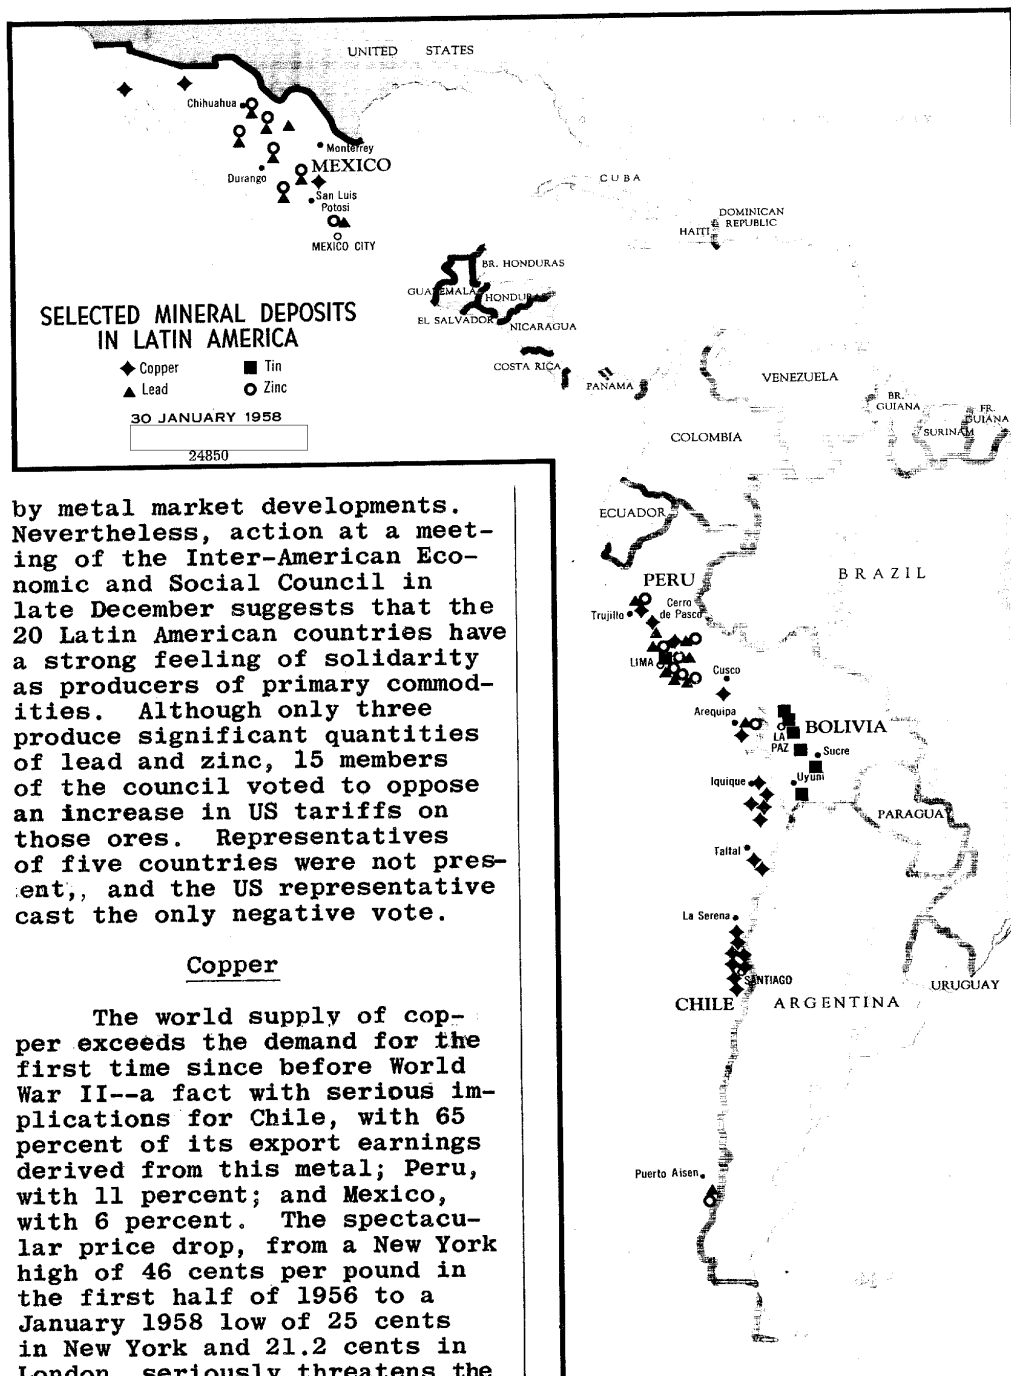 UNITED STATES
Chihuahua
Monterrey
MEXICO
Durango
San Luis
Potosi
MEXICO CITY
CUBA
DOMINICAN
REPUBLIC
HAITI
BR. HONDURAS
GUATEMALA
HONDURAS
EL SALVADOR
NICARAGUA
COSTA RICA
PANAMA
SELECTED MINERAL DEPOSITS
IN LATIN AMERICA
Copper Tin
Lead Zinc
30 JANUARY 1958
24850
VENEZUELA
BR.
GUIANA
FR.
GUIANA
SURINAM
COLOMBIA
ECUADOR
BRAZIL
PERU
Trujillo
Cerro
de Pasco
LIMA
Cusco
Arequipa
BOLIVIA
LA
PAZ
Sucre
Iquique
Uyuni
PARAGUAY
Taltal
La Serena
SANTIAGO
CHILE
ARGENTINA
URUGUAY
Puerto Aisen
by metal market developments.
Nevertheless, action at a meet-
ing of the Inter-American Eco-
nomic and Social Council in
late December suggests that the
20 Latin American countries have
a strong feeling of solidarity
as producers of primary commod-
ities. Although only three
produce significant quantities
of lead and zinc, 15 members
of the council voted to oppose
an increase in US tariffs on
those ores. Representatives
of five countries were not pres-
ent,, and the US representative
cast the only negative vote.
Copper
The world supply of cop-
per exceeds the demand for the
first time since before World
War II--a fact with serious im-
plications for Chile, with 65
percent of its export earnings
derived from this metal; Peru,
with 11 percent; and Mexico,
with 6 percent. The spectacu-
lar price drop, from a New York
high of 46 cents per pound in
the first half of 1956 to a
January 1958 low of 25 cents
in New York and 21.2 cents in
London, seriously threatens the